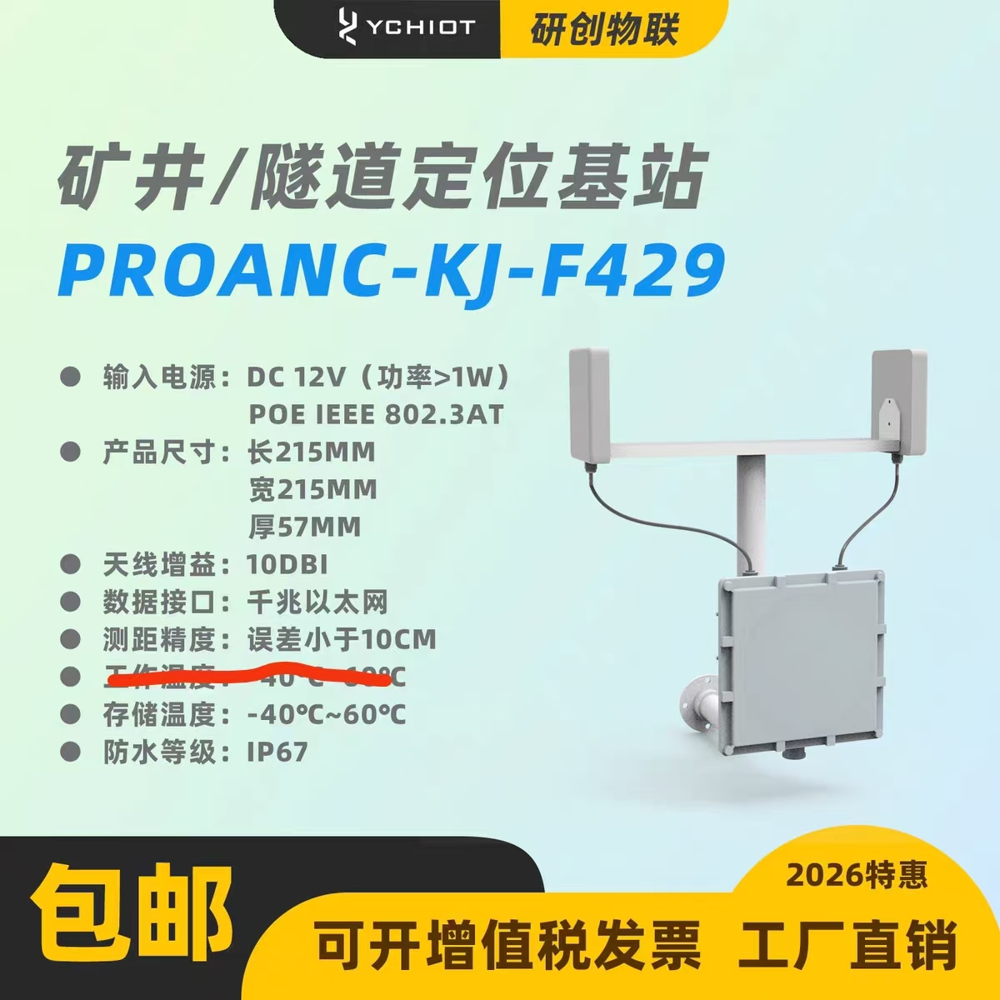 YCHIOT 研创物联
矿井/隧道定位基站
PROANC-KJ-F429
● 输入电源：DC 12V（功率>1W）
POE IEEE 802.3AT
● 产品尺寸：长215MM
宽215MM
厚57MM
● 天线增益：10DBI
● 数据接口：千兆以太网
● 测距精度：误差小于10CM
● 工作温度：-40℃~60℃
● 存储温度：-40℃~60℃
● 防水等级：IP67
2026特惠
包邮
可开增值税发票 工厂直销